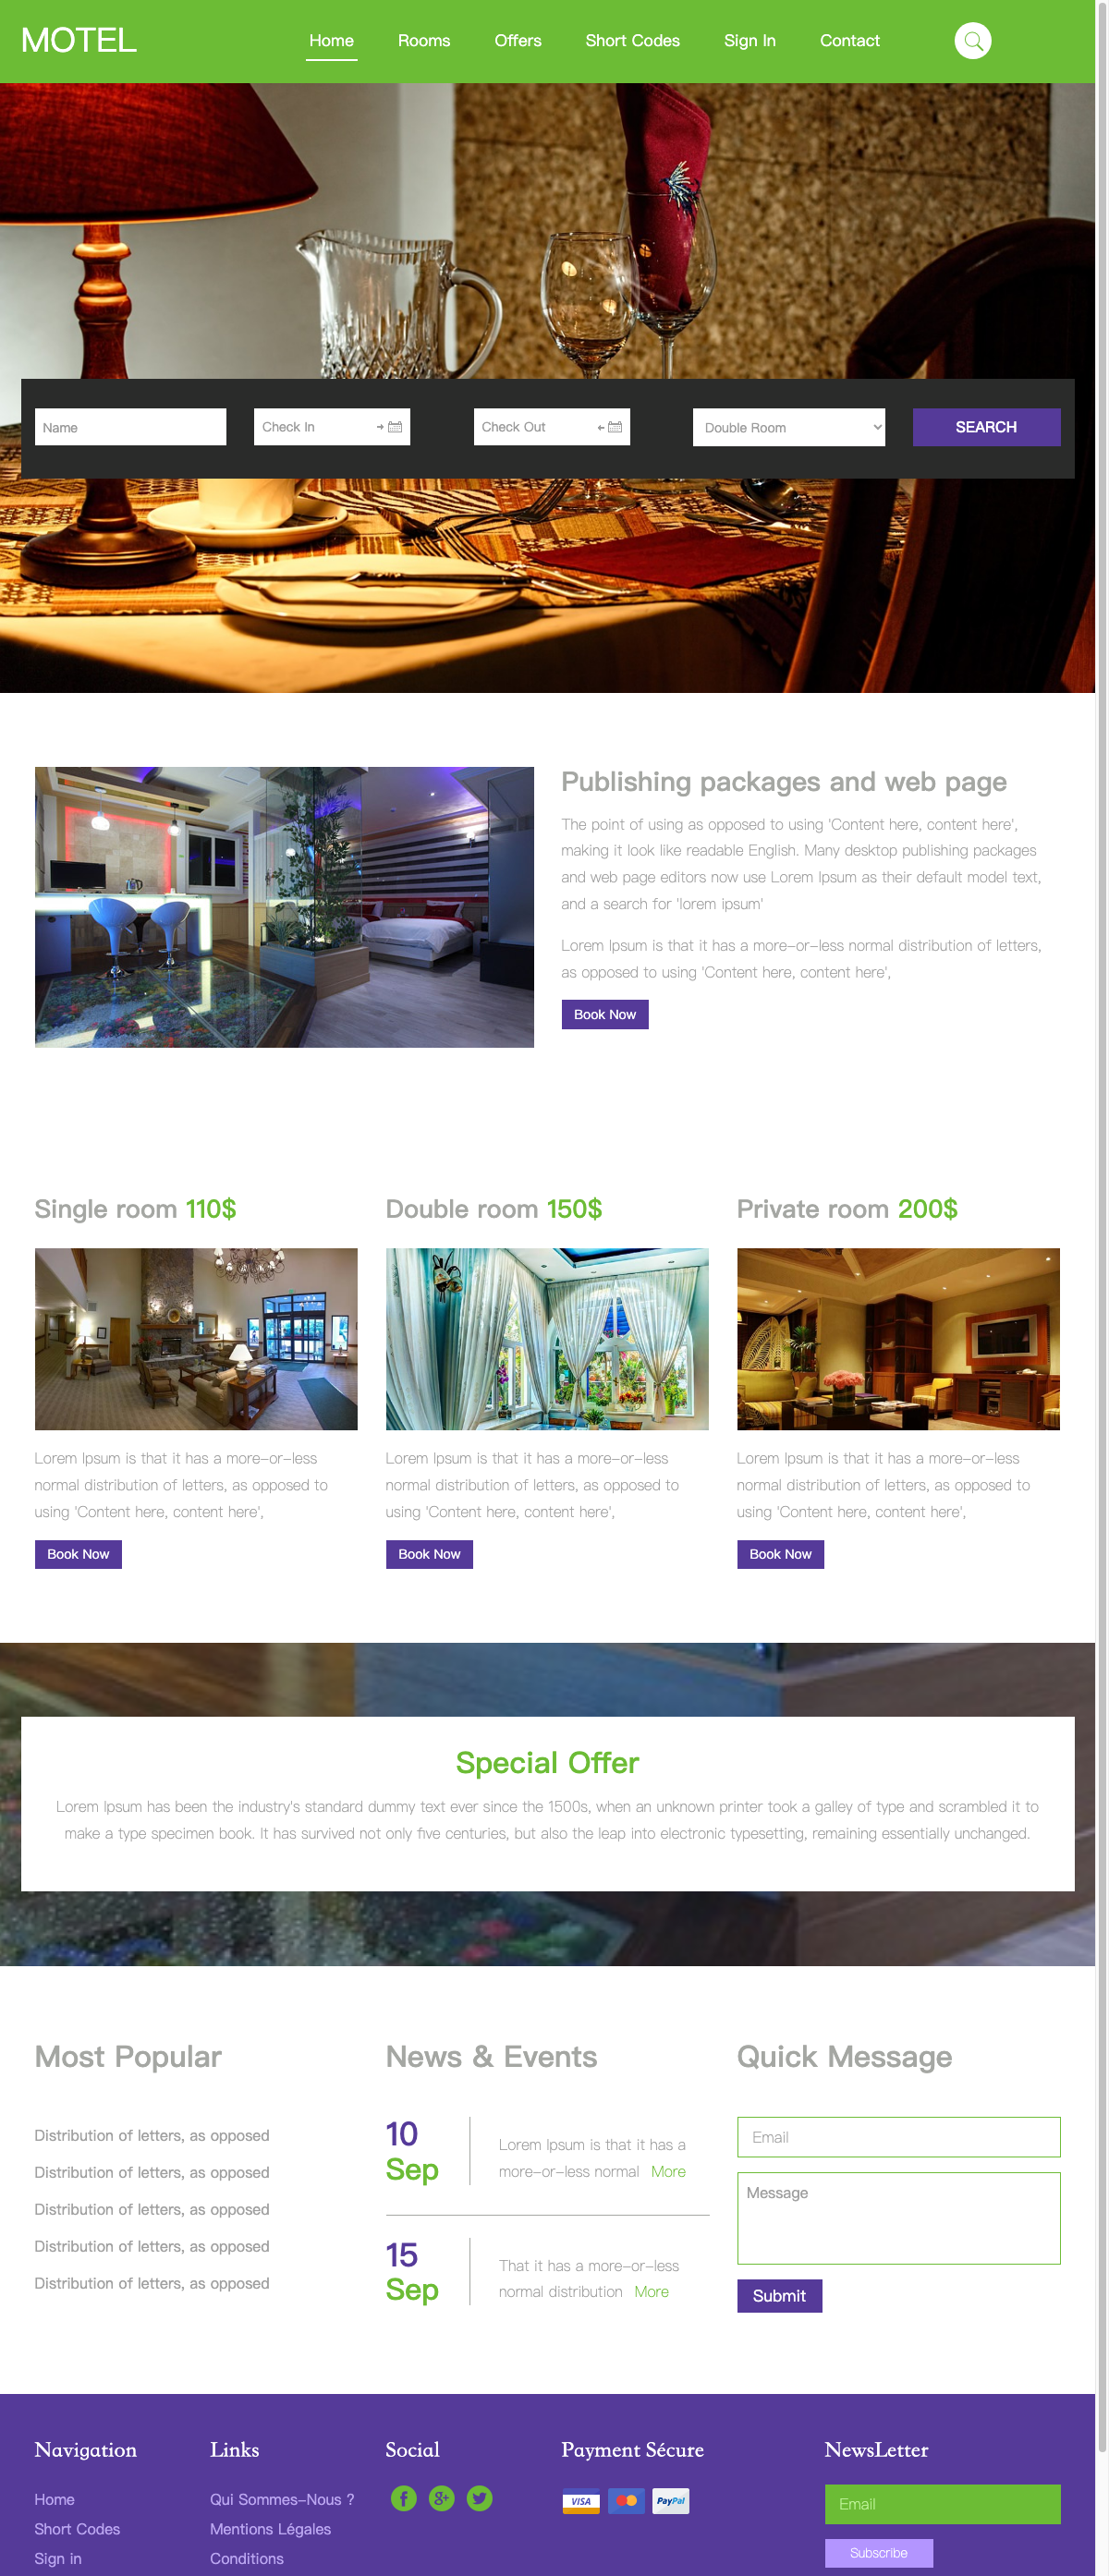 MOTEL
Home Rooms Offers Short Codes Sign In Contact
Name Check In Check Out Double Room SEARCH
Publishing packages and web page
The point of using as opposed to using 'Content here, content here',
making it look like readable English. Many desktop publishing packages
and web page editors now use Lorem Ipsum as their default model text,
and a search for 'lorem ipsum'
Lorem Ipsum is that it has a more-or-less normal distribution of letters,
as opposed to using 'Content here, content here',
Book Now
Single room 110$
Lorem Ipsum is that it has a more-or-less
normal distribution of letters, as opposed to
using 'Content here, content here',
Book Now
Double room 150$
Lorem Ipsum is that it has a more-or-less
normal distribution of letters, as opposed to
using 'Content here, content here',
Book Now
Private room 200$
Lorem Ipsum is that it has a more-or-less
normal distribution of letters, as opposed to
using 'Content here, content here',
Book Now
Special Offer
Lorem Ipsum has been the industry's standard dummy text ever since the 1500s, when an unknown printer took a galley of type and scrambled it to
make a type specimen book. It has survived not only five centuries, but also the leap into electronic typesetting, remaining essentially unchanged.
Most Popular
Distribution of letters, as opposed
Distribution of letters, as opposed
Distribution of letters, as opposed
Distribution of letters, as opposed
Distribution of letters, as opposed
News & Events
10
Sep
Lorem Ipsum is that it has a
more-or-less normal More
15
Sep
That it has a more-or-less
normal distribution More
Quick Message
Email
Message
Submit
Navigation
Home
Short Codes
Sign in
Links
Qui Sommes-Nous ?
Mentions Légales
Conditions
Social
Payment Sécure
VISA PayPal
NewsLetter
Email
Subscribe